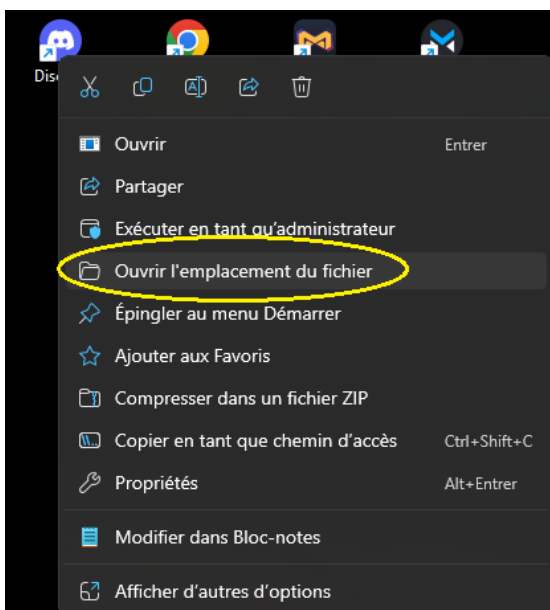 Dis
Ouvrir Entrer
Partager
Exécuter en tant qu'administrateur
Ouvrir l'emplacement du fichier
Épingler au menu Démarrer
Ajouter aux Favoris
Compresser dans un fichier ZIP
Copier en tant que chemin d'accès Ctrl+Shift+C
Propriétés Alt+Entrer
Modifier dans Bloc-notes
Afficher d'autres d'options